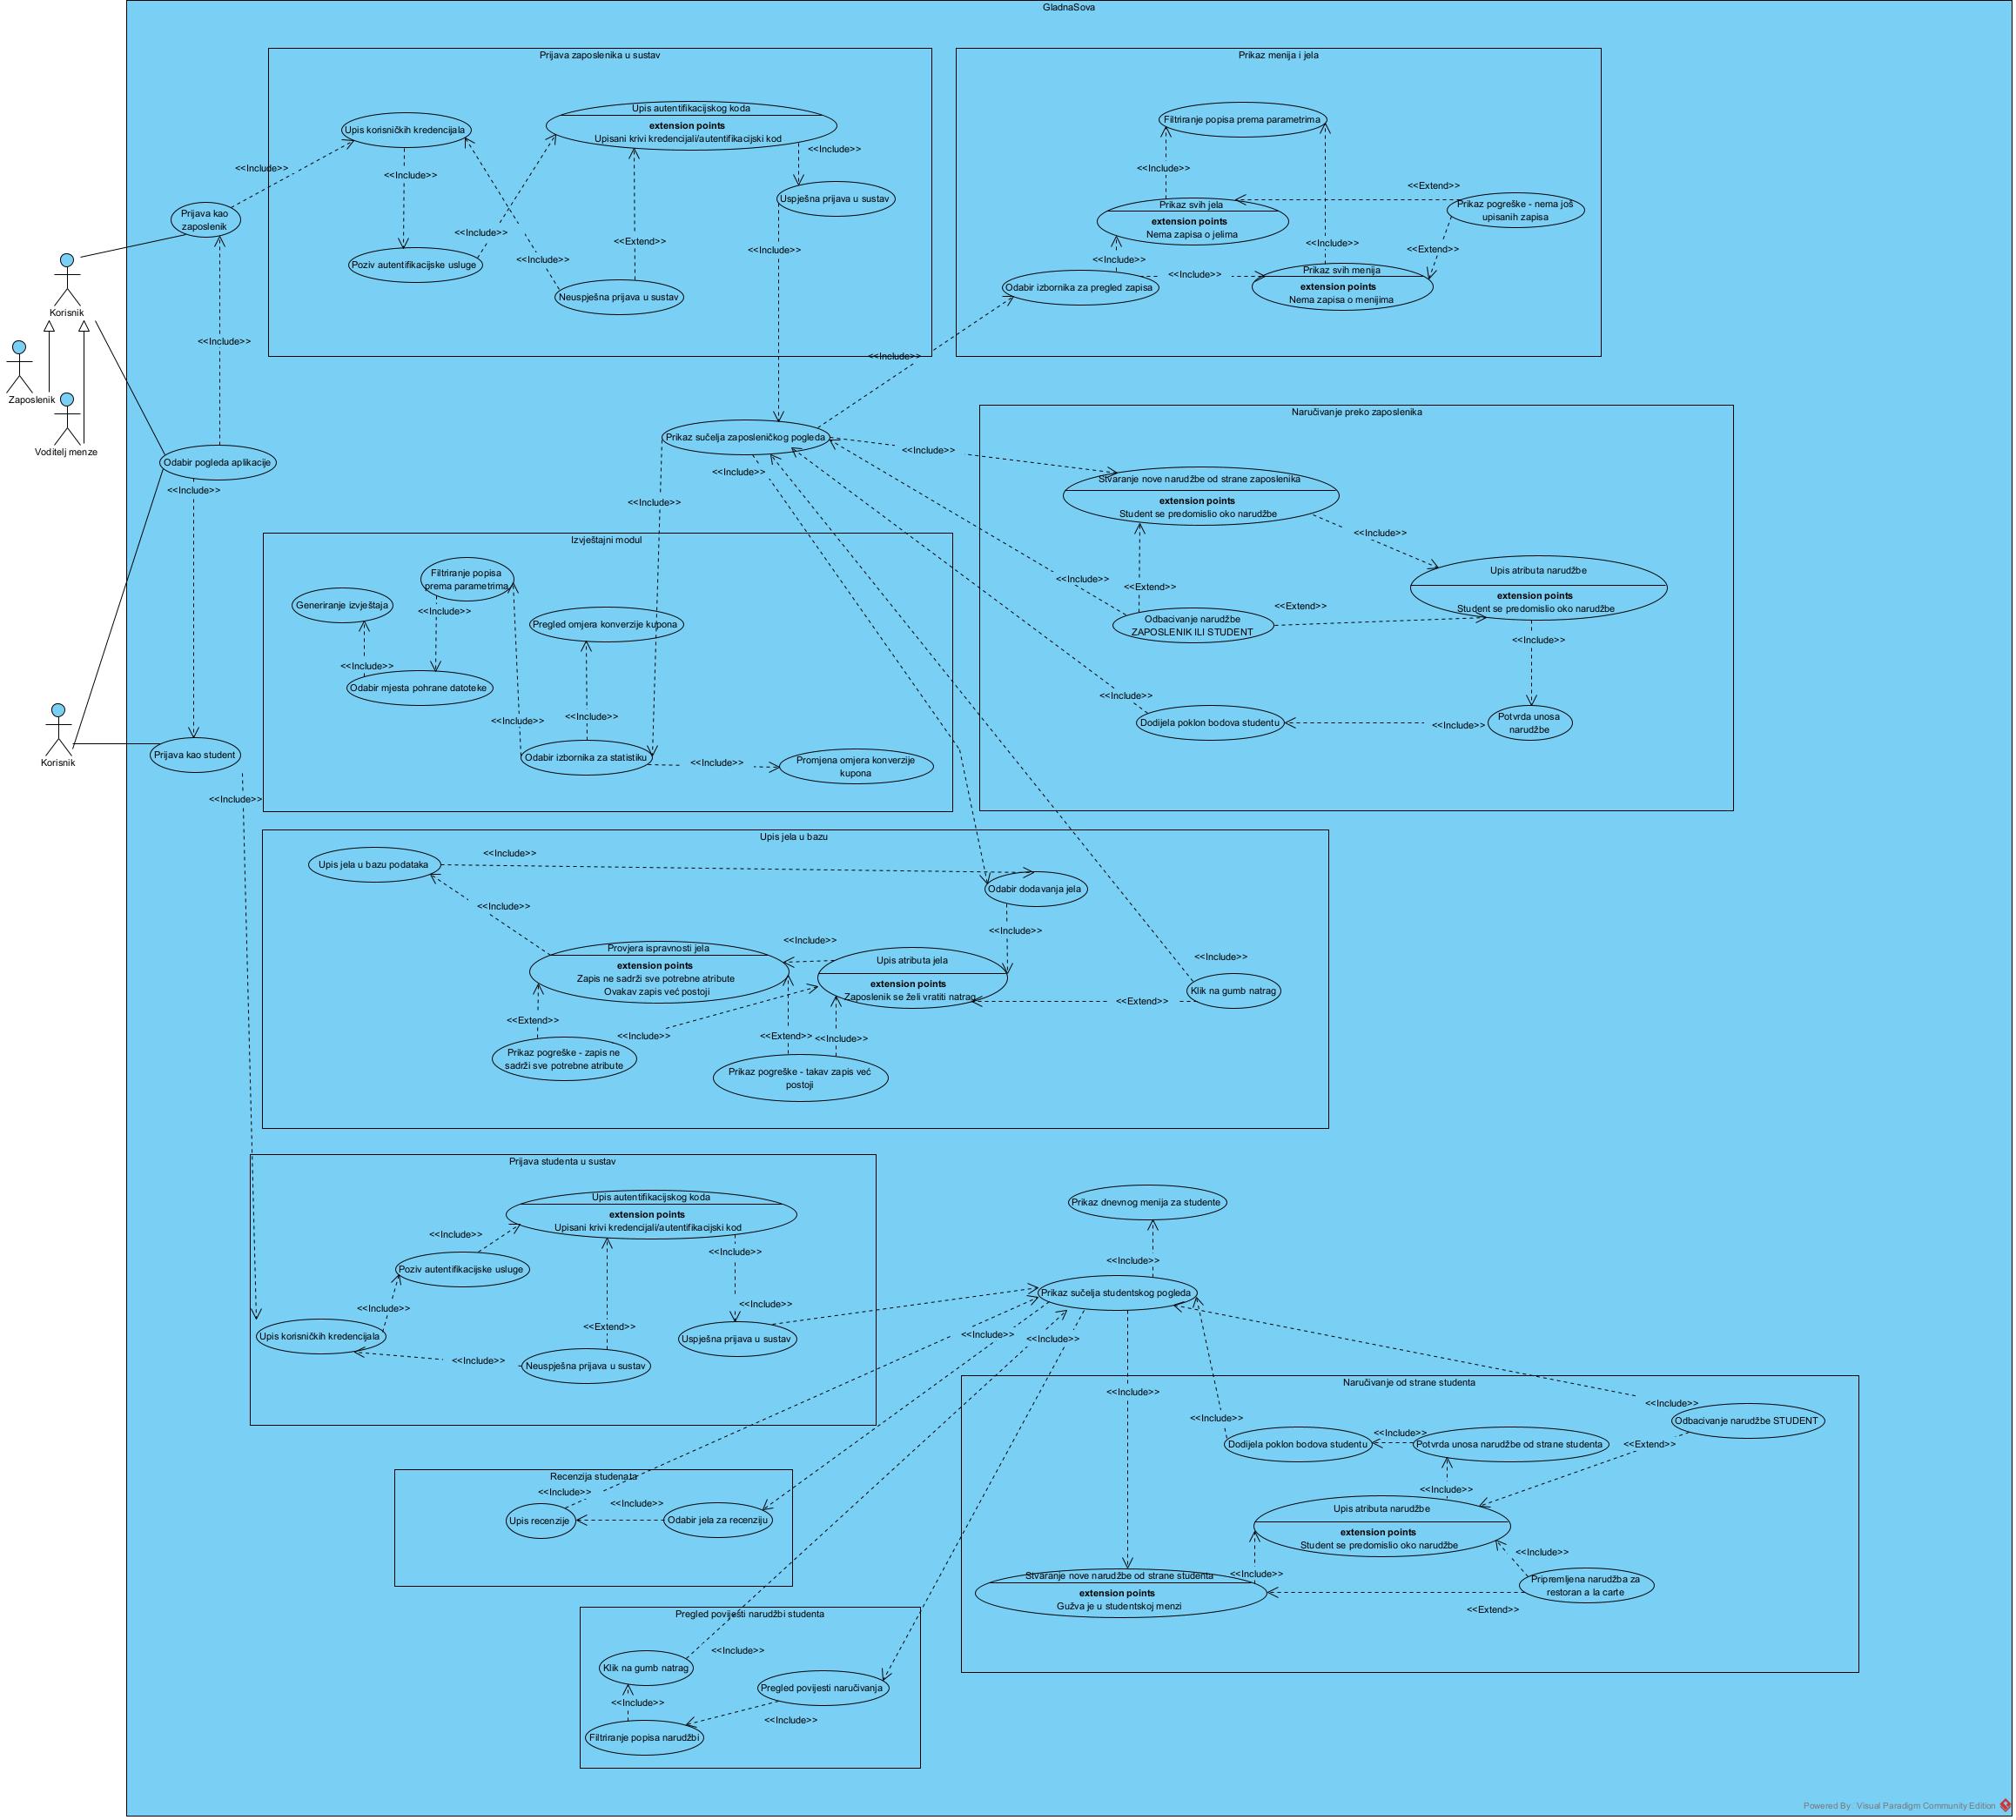 GladnaSova
Prijava zaposlenika u sustav
Upis korisničkih kredencijala
Upis autentifikacijskog koda
extension points
Upisani krivi kredencijali/autentifikacijski kod
<<Include>>
<<Include>>
<<Include>>
Uspješna prijava u sustav
Prijava kao
zaposlenik
<<Include>>
<<Extend>>
<<Include>>
<<Include>>
Poziv autentifikacijske usluge
Neuspješna prijava u sustav
<<Include>>
Prikaz menija i jela
Filtriranje popisa prema parametrima
<<Include>>
<<Extend>>
Prikaz svih jela
extension points
Nema zapisa o jelima
Prikaz pogreške - nema još
upisanih zapisa
<<Include>>
<<Extend>>
<<Include>>
<<Include>>
Odabir izbornika za pregled zapisa
Prikaz svih menija
extension points
Nema zapisa o menijima
<<Include>>
Korisnik
Zaposlenik
Voditelj menze
Odabir pogleda aplikacije
<<Include>>
Prikaz sučelja zaposleničkog pogleda
<<Include>>
<<Include>>
<<Include>>
Naručivanje preko zaposlenika
Stvaranje nove narudžbe od strane zaposlenika
extension points
Student se predomislio oko narudžbe
<<Include>>
Upis atributa narudžbe
extension points
Student se predomislio oko narudžbe
<<Include>>
<<Extend>>
<<Extend>>
Odbacivanje narudžbe
ZAPOSLENIK ILI STUDENT
<<Include>>
<<Include>>
Dodijela poklon bodova studentu
<<Include>>
Potvrda unosa
narudžbe
Izvještajni modul
Filtriranje popisa
prema parametrima
Generiranje izvještaja
<<Include>>
Pregled omjera konverzije kupona
<<Include>>
Odabir mjesta pohrane datoteke
<<Include>>
<<Include>>
Odabir izbornika za statistiku
<<Include>>
Promjena omjera konverzije
kupona
Korisnik
Prijava kao student
<<Include>>
Upis jela u bazu
Upis jela u bazu podataka
<<Include>>
Odabir dodavanja jela
<<Include>>
<<Include>>
Provjera ispravnosti jela
extension points
Zapis ne sadrži sve potrebne atribute
Ovakav zapis već postoji
<<Include>>
Upis atributa jela
extension points
Zaposlenik se želi vratiti natrag
<<Include>>
Klik na gumb natrag
<<Extend>>
<<Extend>>
<<Include>>
<<Extend>>
<<Include>>
Prikaz pogreške - zapis ne
sadrži sve potrebne atribute
Prikaz pogreške - takav zapis već
postoji
Prijava studenta u sustav
Upis autentifikacijskog koda
extension points
Upisani krivi kredencijali/autentifikacijski kod
<<Include>>
<<Include>>
Poziv autentifikacijske usluge
<<Include>>
<<Include>>
<<Extend>>
Upis korisničkih kredencijala
Uspješna prijava u sustav
<<Include>>
Neuspješna prijava u sustav
Prikaz dnevnog menija za studente
<<Include>>
Prikaz sučelja studentskog pogleda
<<Include>>
<<Include>>
<<Include>>
Naručivanje od strane studenta
<<Include>>
<<Include>>
Odbacivanje narudžbe STUDENT
Dodijela poklon bodova studentu
<<Include>>
Potvrda unosa narudžbe od strane studenta
<<Extend>>
<<Include>>
Upis atributa narudžbe
extension points
Student se predomislio oko narudžbe
<<Include>>
<<Include>>
Stvaranje nove narudžbe od strane studenta
extension points
Gužva je u studentskoj menzi
Pripremljena narudžba za
restoran a la carte
<<Extend>>
Recenzija studenata
<<Include>>
<<Include>>
Upis recenzije
Odabir jela za recenziju
Pregled poviješti narudžbi studenta
<<Include>>
Klik na gumb natrag
Pregled povijesti naručivanja
<<Include>>
<<Include>>
Filtriranje popisa narudžbi
Powered By: Visual Paradigm Community Edition